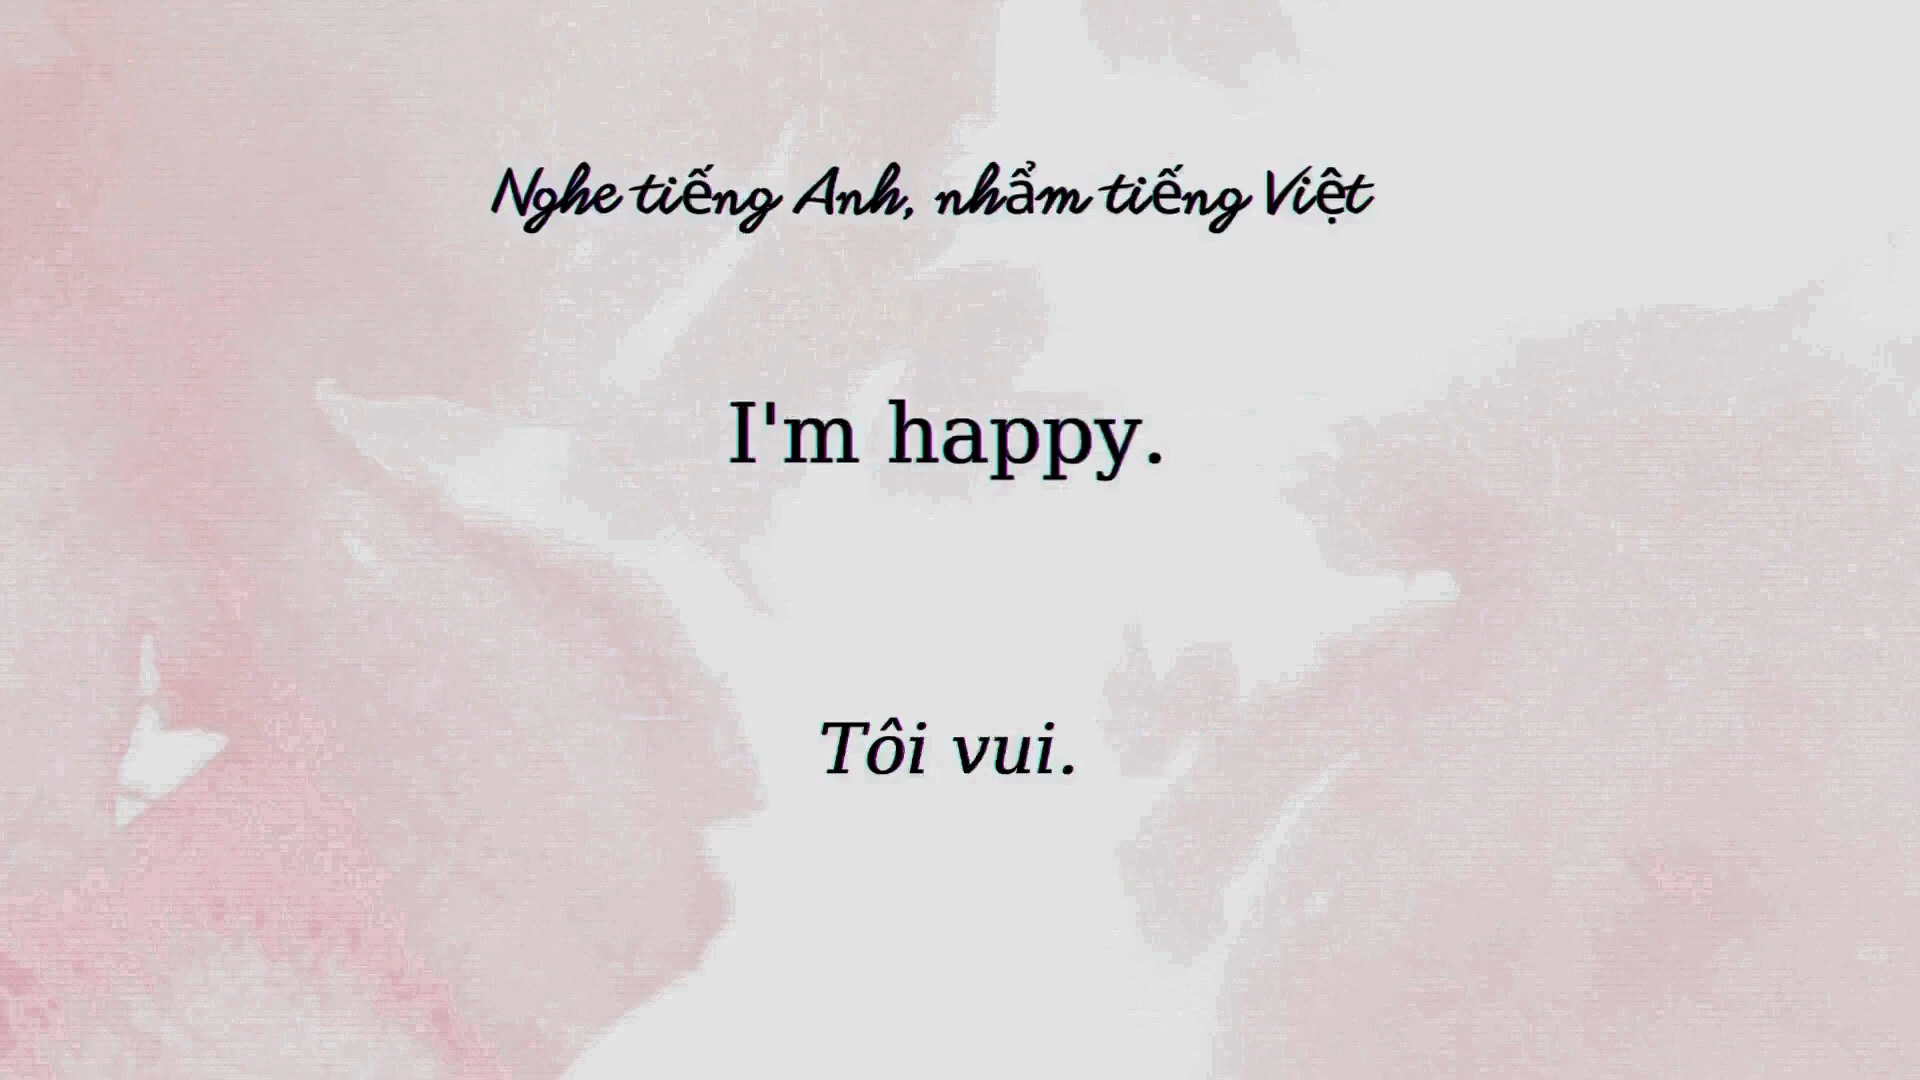 Nghe tiếng Anh, nhẩm tiếng Việt
I'm happy.
Tôi vui.